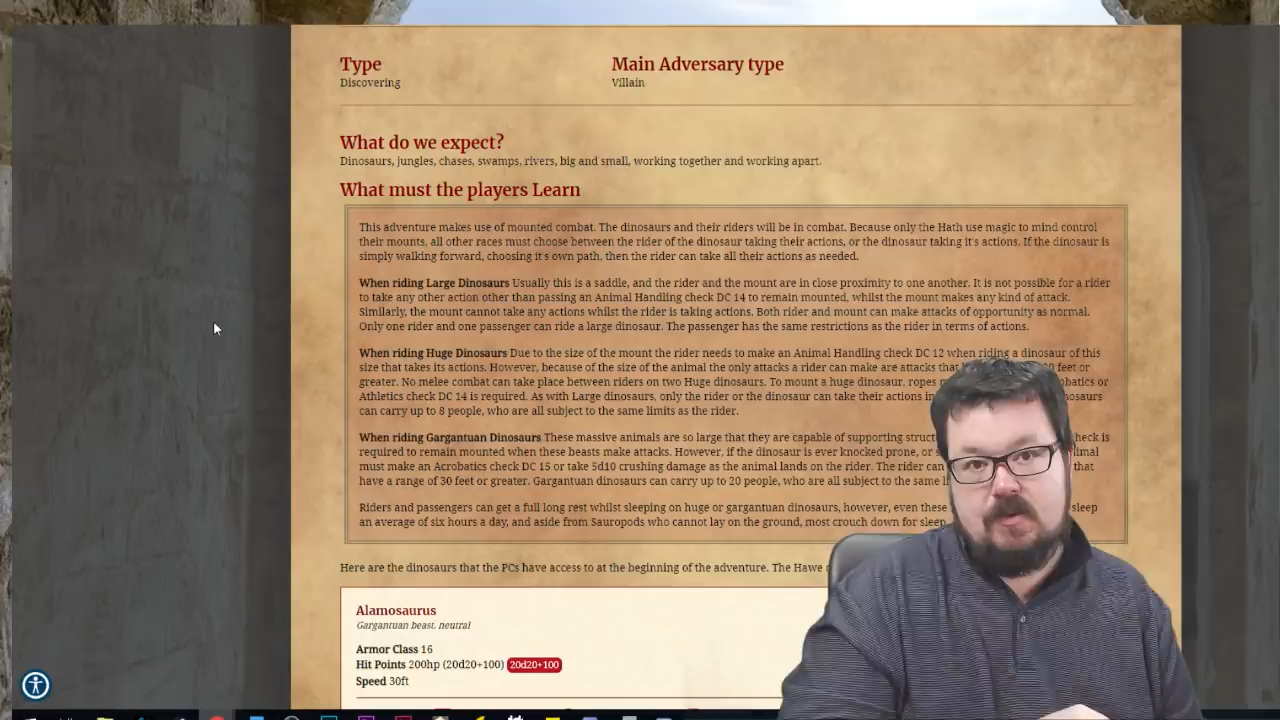 Type
Main Adversary type
Discovering
Villain
What do we expect?
Dinosaurs, jungles, chases, swamps, rivers, big and small, working together and working apart.
What must the players Learn
This adventure makes use of mounted combat. The dinosaurs and their riders will be in combat. Because only the Hath use magic to mind control
their mounts, all other races must choose between the rider of the dinosaur taking their actions, or the dinosaur taking it's actions. If the dinosaur is
simply walking forward, choosing it's own path, then the rider can take all their actions as needed.
When riding Large Dinosaurs Usually this is a saddle, and the rider and the mount are in close proximity to one another. It is not possible for a rider
to take any other action other than passing an Animal Handling check DC 14 to remain mounted, whilst the mount makes any kind of attack.
Similarly, the mount cannot take any actions whilst the rider is taking actions. Both rider and mount can make attacks of opportunity as normal.
Only one rider and one passenger can ride a large dinosaur. The passenger has the same restrictions as the rider in terms of actions.
When riding Huge Dinosaurs Due to the size of the mount the rider needs to make an Animal Handling check DC 12 when riding a dinosaur of this
size that takes its actions. However, because of the size of the animal the only attacks a rider can make are attacks that feet or
greater. No melee combat can take place between riders on two Huge dinosaurs. To mount a huge dinosaur, ropes or
Athletics check DC 14 is required. As with Large dinosaurs, only the rider or the dinosaur can take their actions in
can carry up to 8 people, who are all subject to the same limits as the rider.
When riding Gargantuan Dinosaurs These massive animals are so large that they are capable of supporting is
required to remain mounted when these beasts make attacks. However, if the dinosaur is ever knocked prone, or
must make an Acrobatics check DC 15 or take 5d10 crushing damage as the animal lands on the rider. The rider can that
have a range of 30 feet or greater. Gargantuan dinosaurs can carry up to 20 people, who are all subject to the same
Riders and passengers can get a full long rest whilst sleeping on huge or gargantuan dinosaurs, however, even these sleep
an average of six hours a day, and aside from Sauropods who cannot lay on the ground, most crouch down for sleep
Here are the dinosaurs that the PCs have access to at the beginning of the adventure. The Hawe
Alamosaurus
Gargantuan beast, neutral
Armor Class 16
Hit Points 200hp (20d20+100) 20d20+100
Speed 30ft